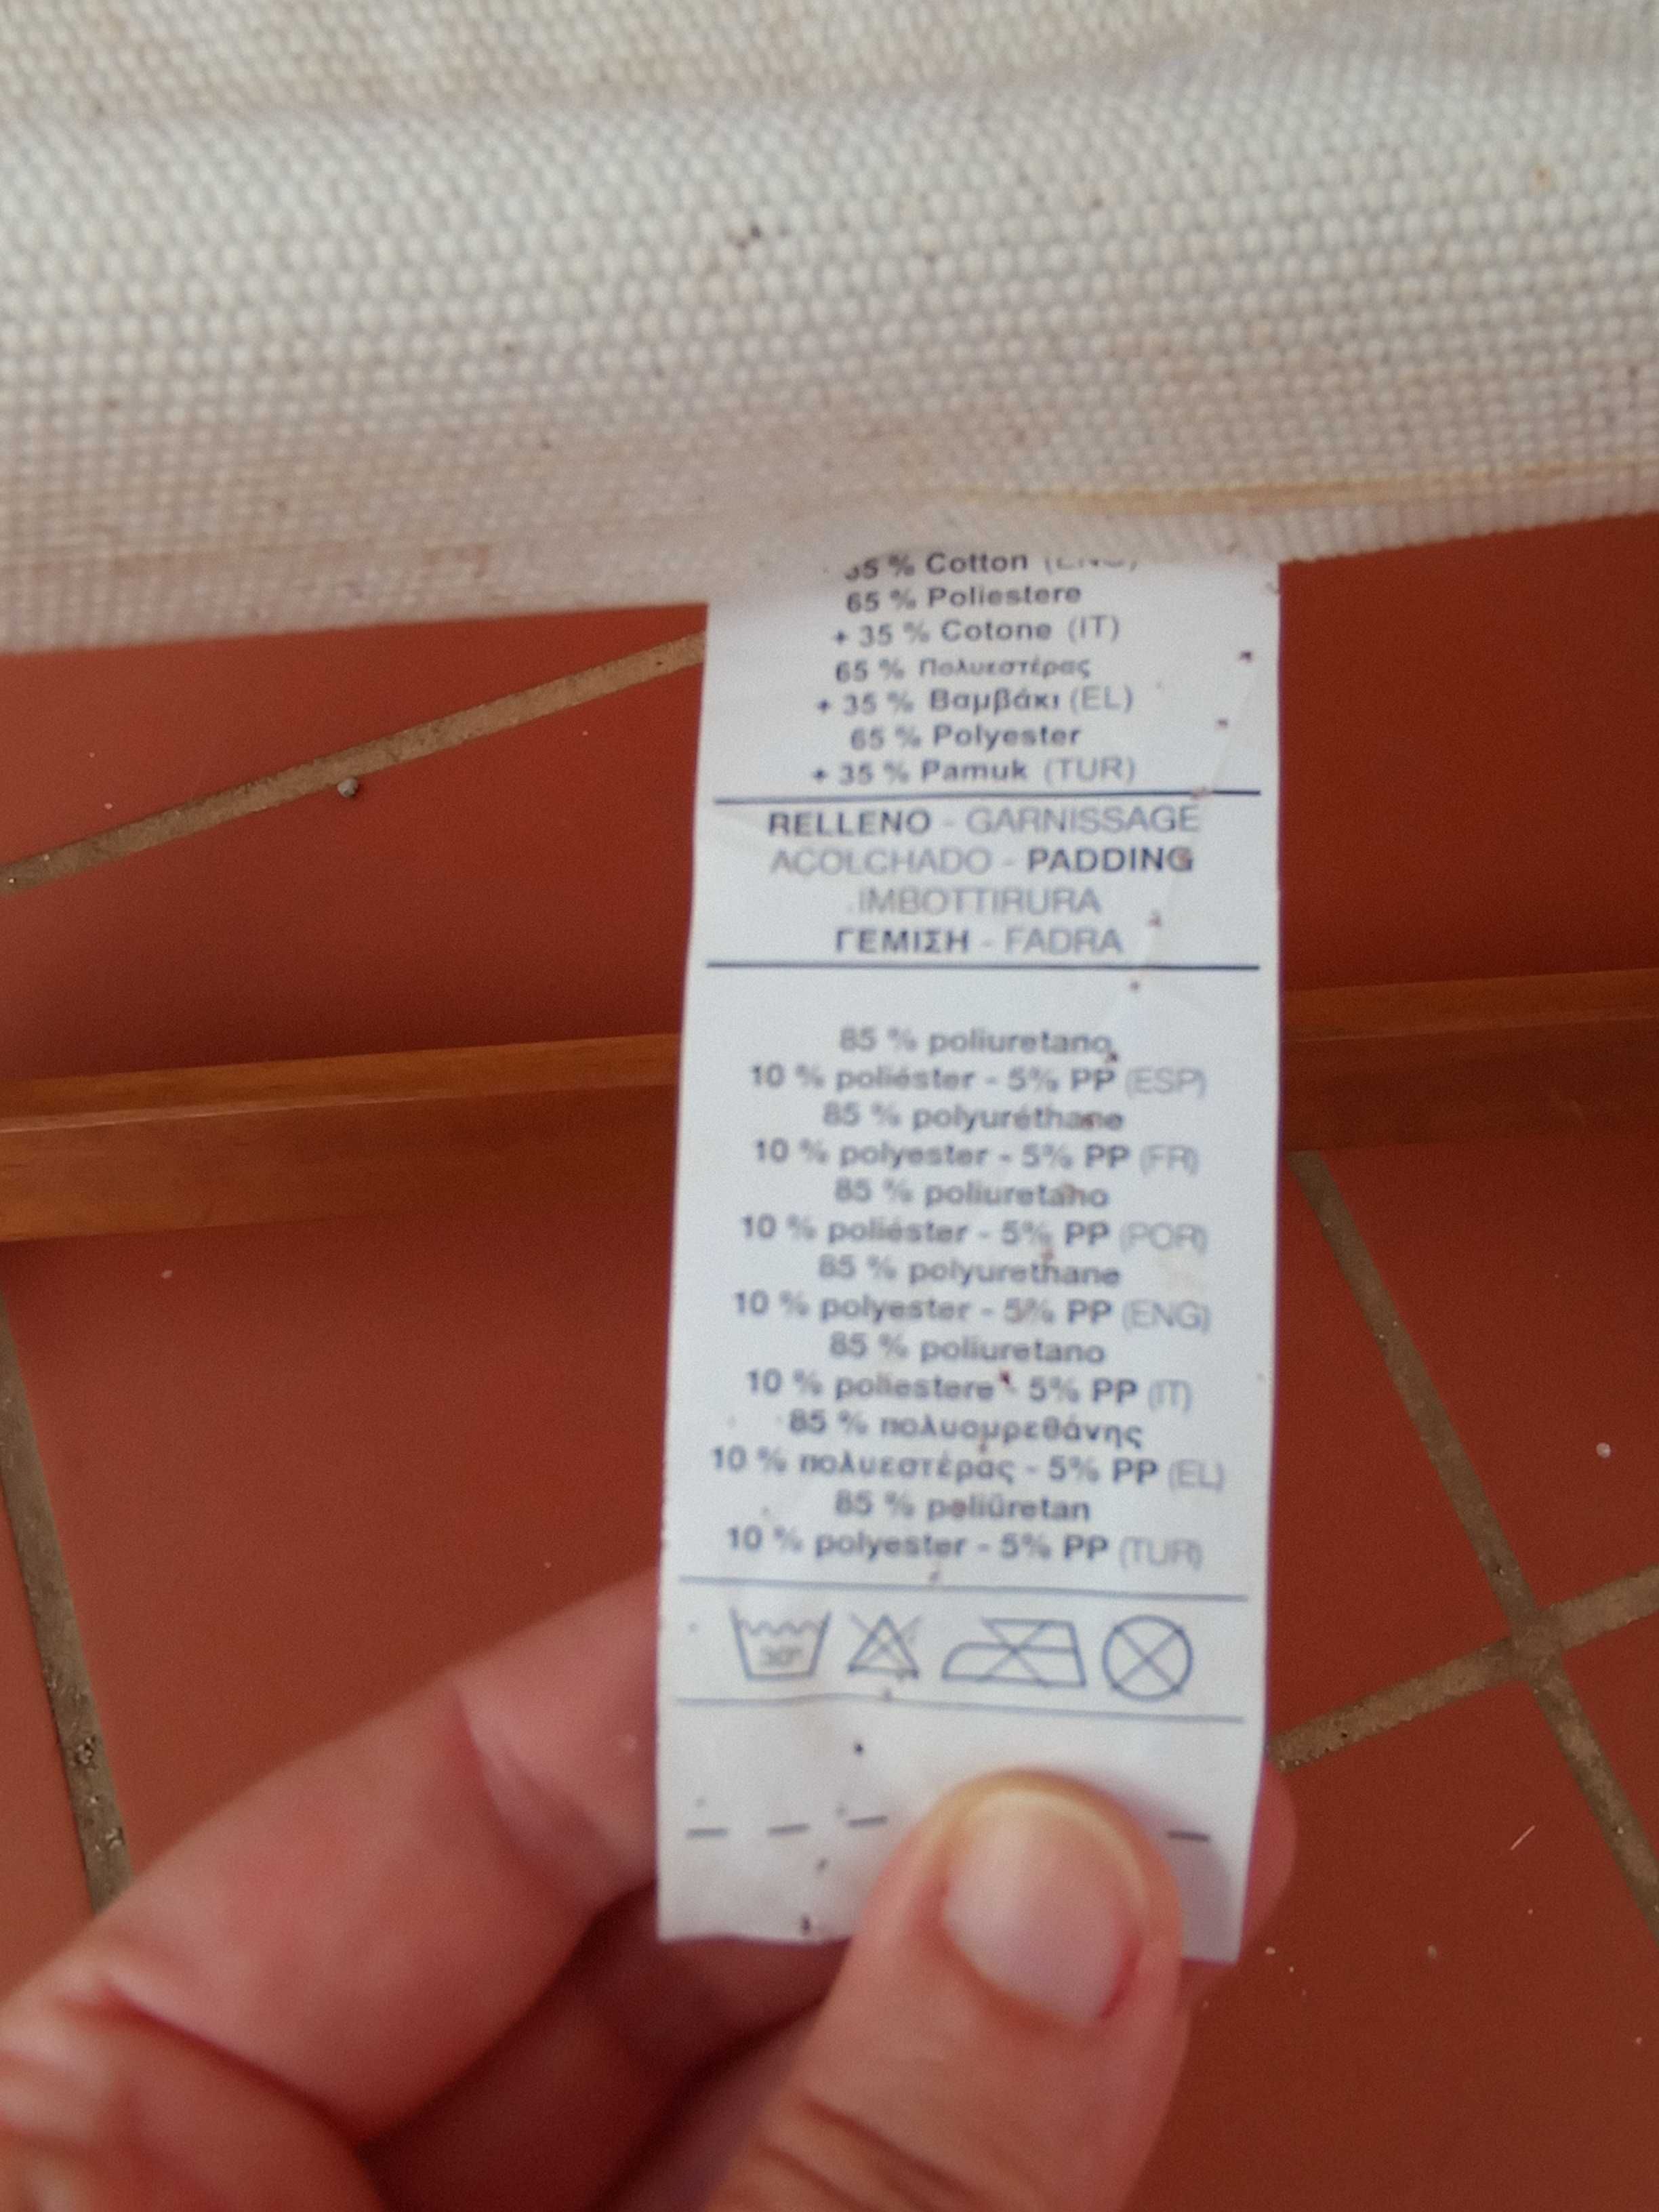 35 % Cotton (ENG)
65 % Poliestere
+ 35 % Cotone (IT)
65 % Πολυεστέρας
+ 35 % Βαμβάκι (EL)
65 % Polyester
+ 35 % Pamuk (TUR)
RELLENO - GARNISSAGE
ACOLCHADO - PADDING
IMBOTTIRURA
ΓΕΜΙΣΗ - FADRA
85 % poliuretano
10 % poliéster - 5% PP (ESP)
85 % polyuréthane
10 % polyester - 5% PP (FR)
85 % poliuretano
10 % poliéster - 5% PP (POR)
85 % polyurethane
10 % polyester - 5% PP (ENG)
85 % poliuretano
10 % poliestere - 5% PP (IT)
85 % πολυουρεθάνης
10 % πολυεστέρας - 5% PP (EL)
85 % poliüretan
10 % polyester - 5% PP (TUR)
30°